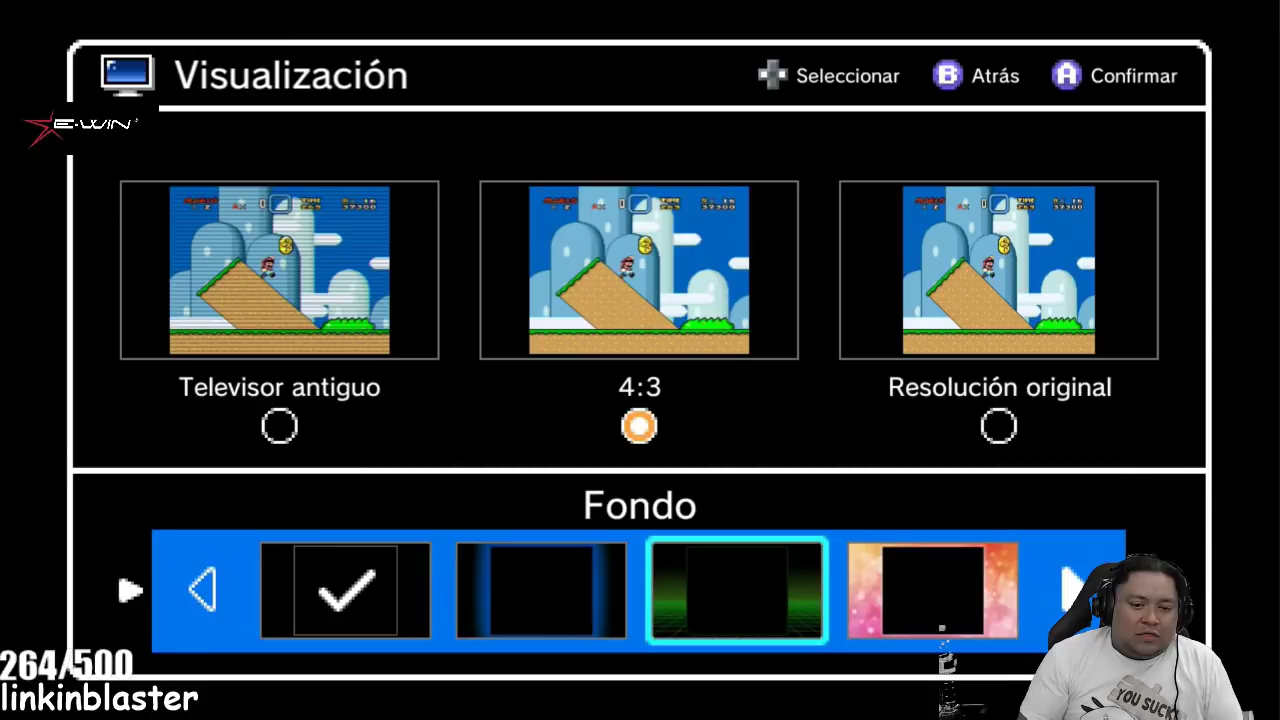 Visualización
Seleccionar
B Atrás
A Confirmar
E-WIN
Televisor antiguo
4:3
Resolución original
Fondo
264/500
linkinblaster
YOU SUCK